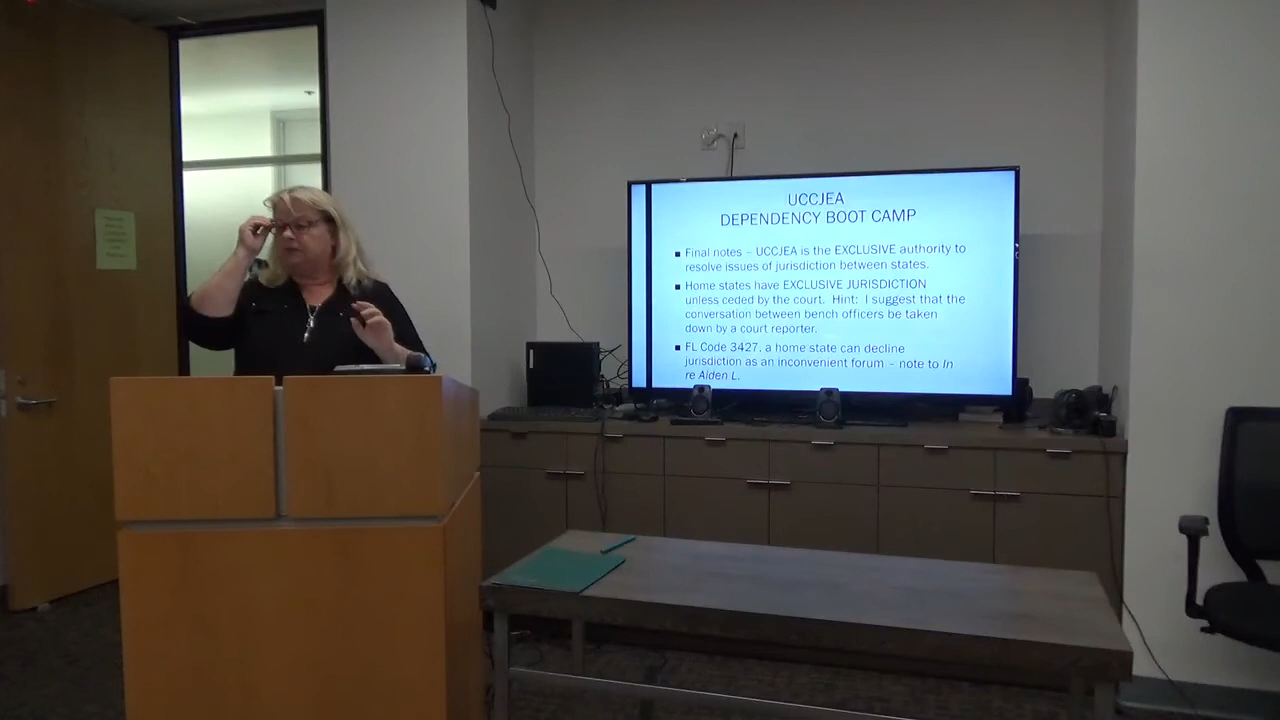 UCCJEA
DEPENDENCY BOOT CAMP
■ Final notes – UCCJEA is the EXCLUSIVE authority to
resolve issues of jurisdiction between states.
■ Home states have EXCLUSIVE JURISDICTION
unless ceded by the court. Hint: I suggest that the
conversation between bench officers be taken
down by a court reporter.
■ FL Code 3427, a home state can decline
jurisdiction as an inconvenient forum – note to In
re Aiden L.